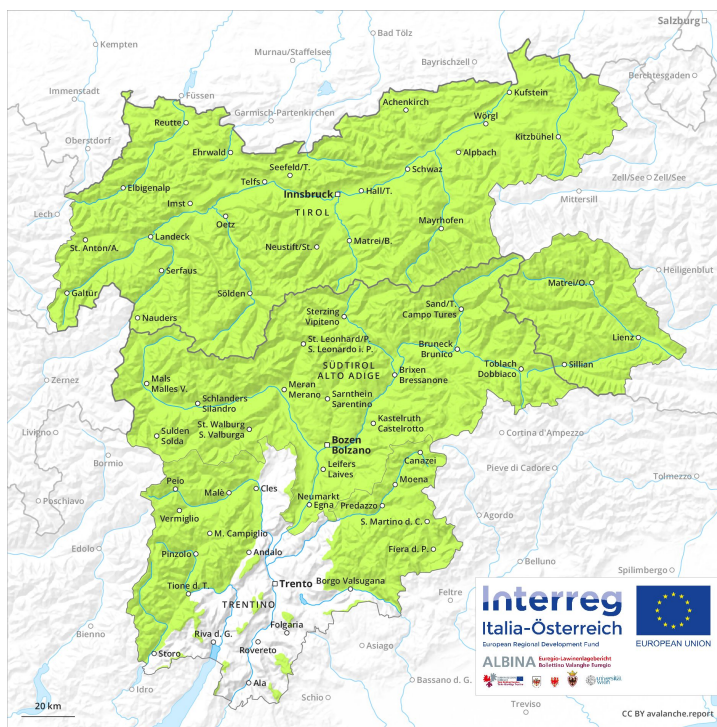 Salzburg
Kempten
Bad Tölz
Murnau/Staffelsee
Bayrischzell
Berchtesgaden
Immenstadt
Füssen
Garmisch-Partenkirchen
Achenkirch
Kufstein
Wörgl
Reutte
Oberstdorf
Ehrwald
Kitzbühel
Alpbach
Seefeld/T.
Schwaz
Telfs
Elbigenalp
Innsbruck
Hall/T.
Zell/See
Zell/See
Mittersill
Imst
TIROL
Lech
Oetz
Mayrhofen
Landeck
St. Anton/A.
Neustift/St.
Matrei/B.
Serfaus
Heiligenblut
Galtür
Sölden
Matrei/O.
Nauders
Sterzing
Vipiteno
Sand/T.
Campo Tures
Lienz
St. Leonhard/P.
S. Leonardo i. P.
Bruneck
Brunico
Toblach
Dobbiaco
Sillian
SÜDTIROL
ALTO ADIGE
Brixen
Bressanone
Zernez
Mals
Malles V.
Meran
Merano
Schlanders
Silandro
Sarnthein
Sarentino
St. Walburg
S. Valburga
Kastelruth
Castelrotto
Livigno
Sulden
Solda
Bozen
Bolzano
Cortina d'Ampezzo
Bormio
Canazei
Pieve di Cadore
Leifers
Laives
Tolmezzo
Poschiavo
Peio
Malè
Cles
Moena
Neumarkt
Egna
Predazzo
Vermiglio
Agordo
S. Martino d. C.
M. Campiglio
Edolo
Pinzolo
Andalo
Fiera d. P.
Belluno
Spilimbergo
Tione d. T.
Trento
Borgo Valsugana
Feltre
TRENTINO
Folgaria
Bienno
Riva d. G.
Rovereto
Asiago
Storo
Ala
Bassano d. G.
Idro
Schio
Treviso
20 km
Interreg
Italia-Österreich
European Regional Development Fund
EUROPEAN UNION
ALBINA Euregio-Lawinenlagebericht
Bollettino Valanghe Euregio
CC BY avalanche.report